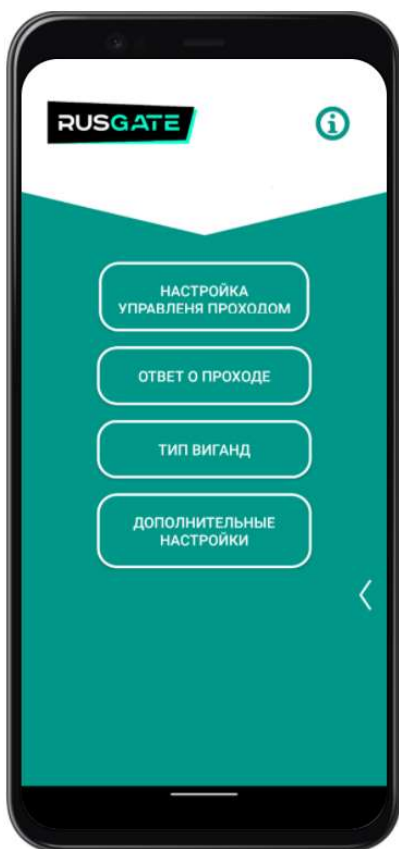 RUSGATE
НАСТРОЙКА
УПРАВЛЕНЯ ПРОХОДОМ
ОТВЕТ О ПРОХОДЕ
ТИП ВИГАНД
ДОПОЛНИТЕЛЬНЫЕ
НАСТРОЙКИ